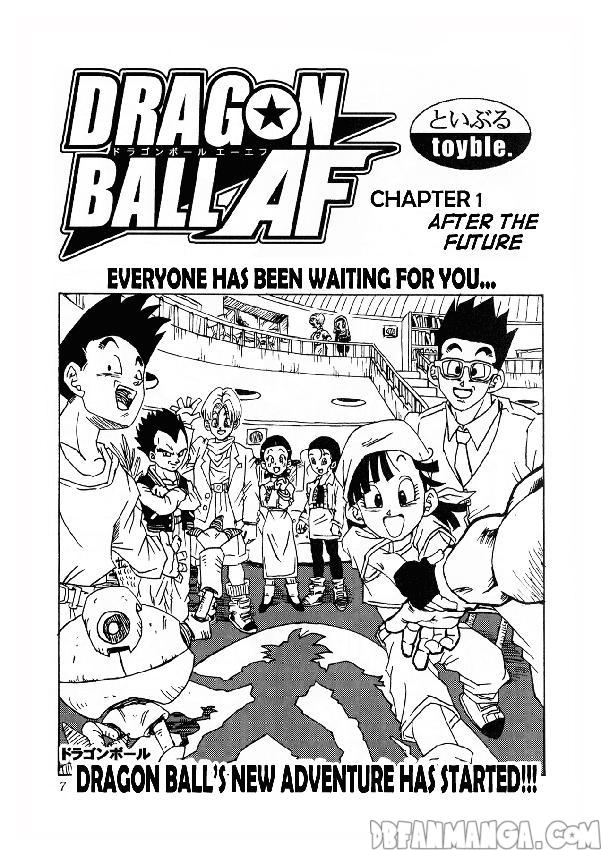 DRAGON
ドラゴンボール エーエフ
BALL AF
といぶる
toyble.
CHAPTER 1
AFTER THE
FUTURE
EVERYONE HAS BEEN WAITING FOR YOU...
ドラゴンボール
7
DRAGON BALL'S NEW ADVENTURE HAS STARTED!!!
DBFANMANGA.COM